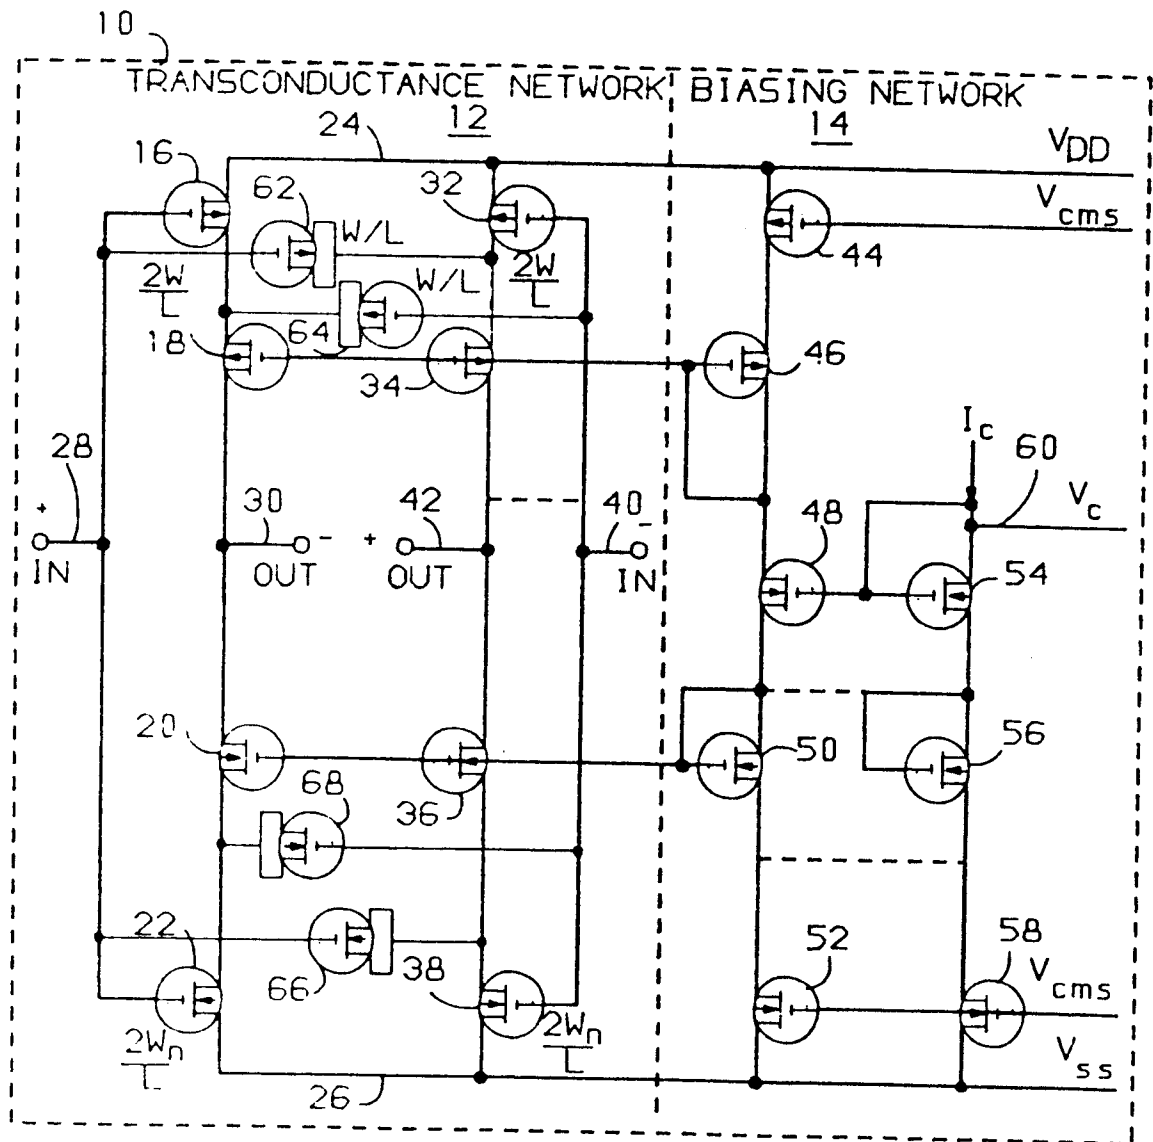 10
TRANSCONDUCTANCE NETWORK
BIASING NETWORK
12
14
24
VDD
16
62
32
Vcms
W/L
44
2W/L
W/L
2W/L
18
64
34
46
Ic
28
60
30
42
48
40
Vc
+
-
+
-
IN
OUT
OUT
IN
54
20
50
56
68
36
22
52
58
66
38
Vcms
2Wn/L
2Wn/L
Vss
26